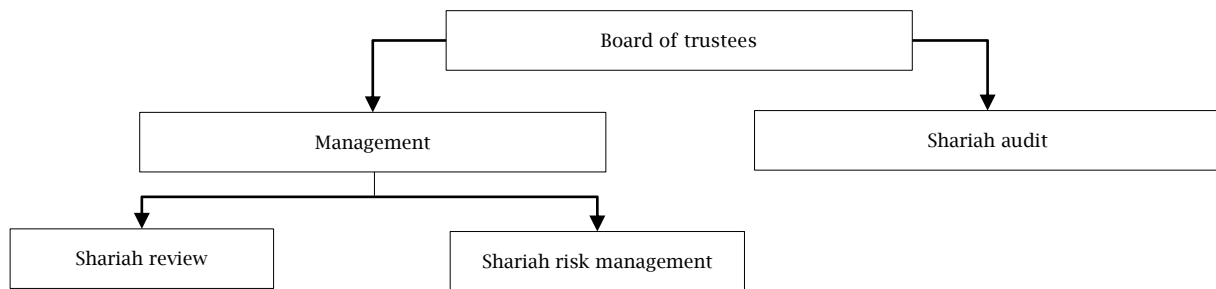 Board of trustees
Management
Shariah audit
Shariah review
Shariah risk management